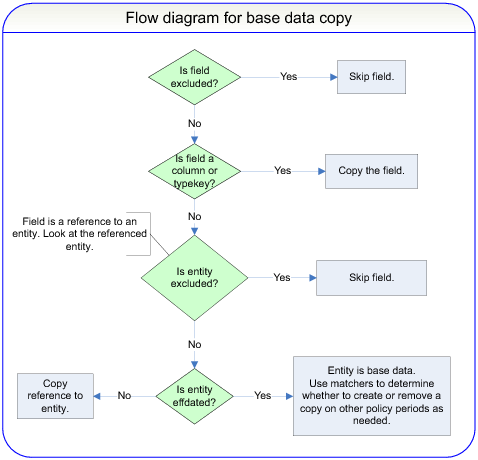 Flow diagram for base data copy
Is field
excluded?
Yes
Skip field.
No
Is field a
column or
typekey?
Yes
Copy the field.
No
Field is a reference to an
entity. Look at the referenced
entity.
Is entity
excluded?
Yes
Skip field.
No
Is entity
effdated?
No
Copy
reference to
entity.
Yes
Entity is base data.
Use matchers to determine
whether to create or remove a
copy on other policy periods as
needed.